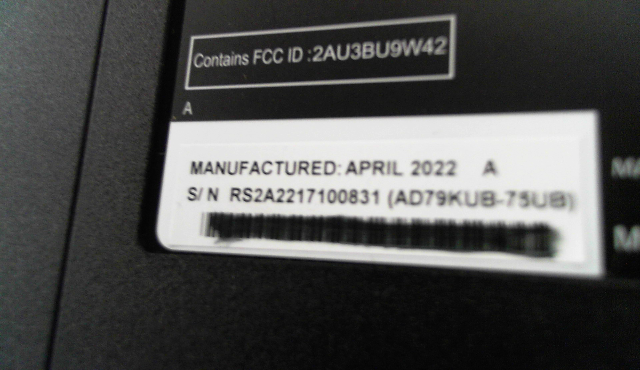 Contains FCC ID :2AU3BU9W42
A
MANUFACTURED: APRIL 2022 A
S/N RS2A2217100831 (AD79KUB-75UB)